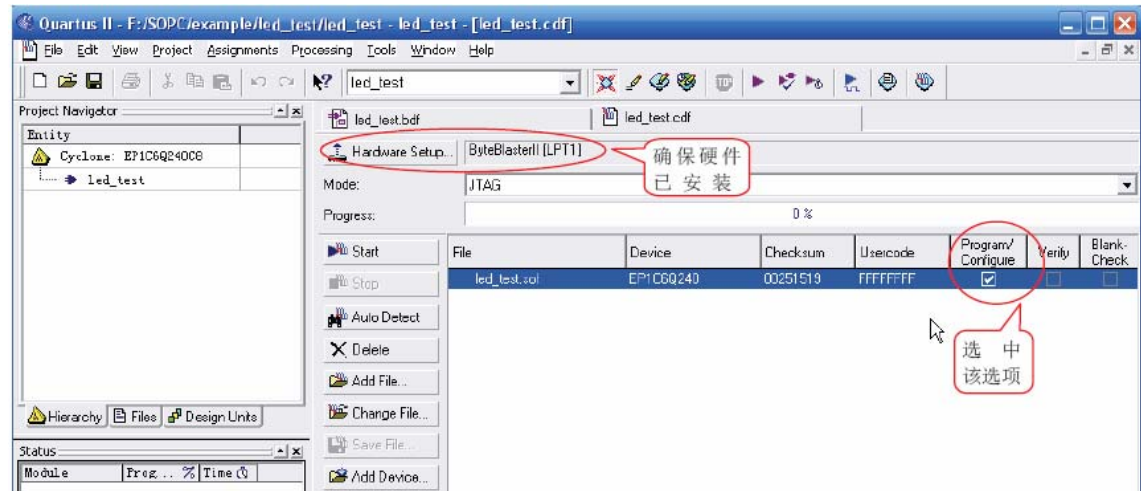 Quartus II - F:/SOPC/example/led_test/led_test - led_test - [led_test.cdf]
File Edit View Project Assignments Processing Tools Window Help
led_test
Project Navigator
Entity
Cyclone: EP1C6Q240C8
led_test
Hierarchy Files Design Units
Status
Module Prog.. % Time
led_test.bdf led_test.cdf
Hardware Setup... ByteBlasterII [LPT1]
确保硬件
已安装
Mode: JTAG
Progress: 0 %
Start
Stop
Auto Detect
Delete
Add File...
Change File...
Save File...
Add Device...
File Device Checksum Usercode Program/
Configure Verify Blank-
Check
led_test.sof EP1C6Q240 00251519 FFFFFFFF
选中
该选项